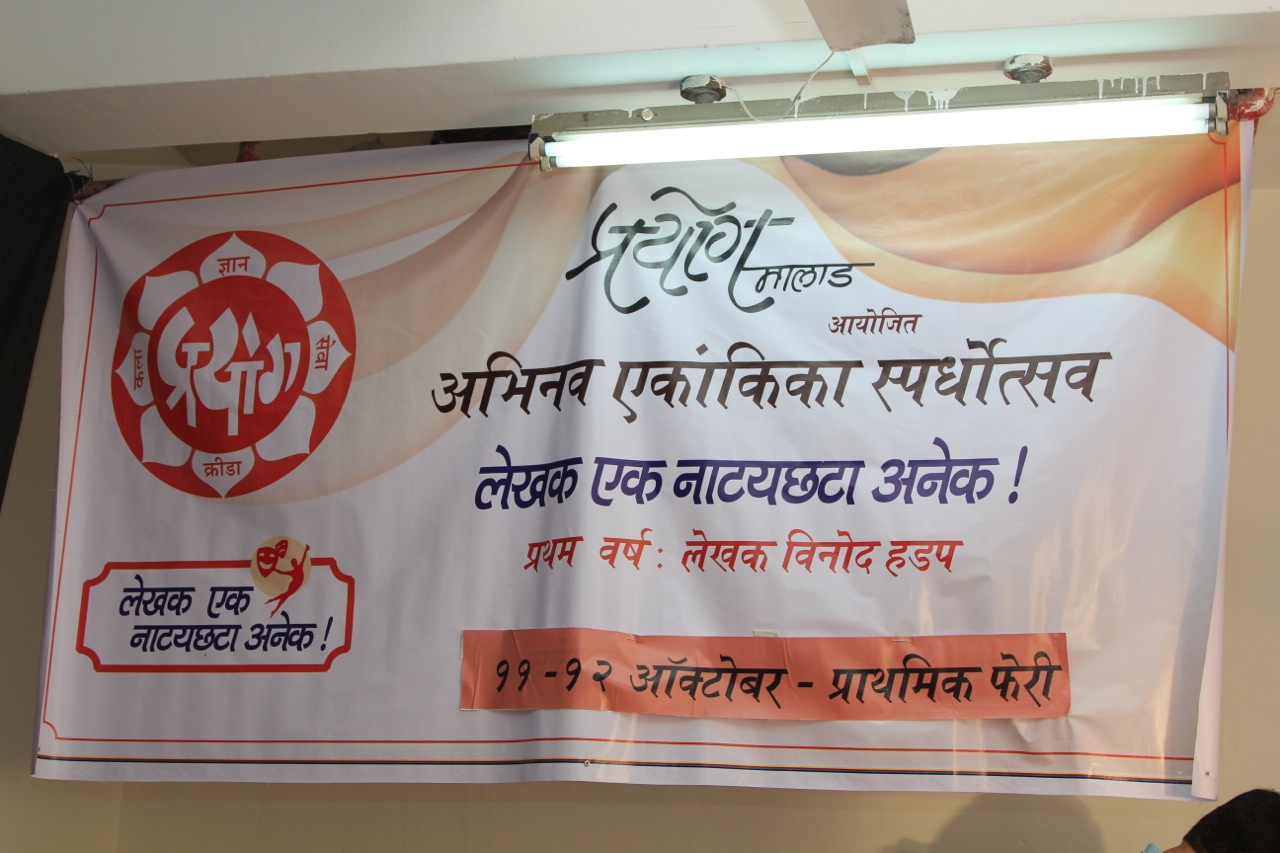 प्रयोग
मालाड
आयोजित
अभिनव एकांकिका स्पर्धोत्सव
लेखक एक नाटयछटा अनेक !
प्रथम वर्ष : लेखक विनोद हडप
११ - १२ ऑक्टोबर - प्राथमिक फेरी
ज्ञान
कला
प्रयोग
सेवा
क्रीडा
लेखक एक
नाटयछटा अनेक !